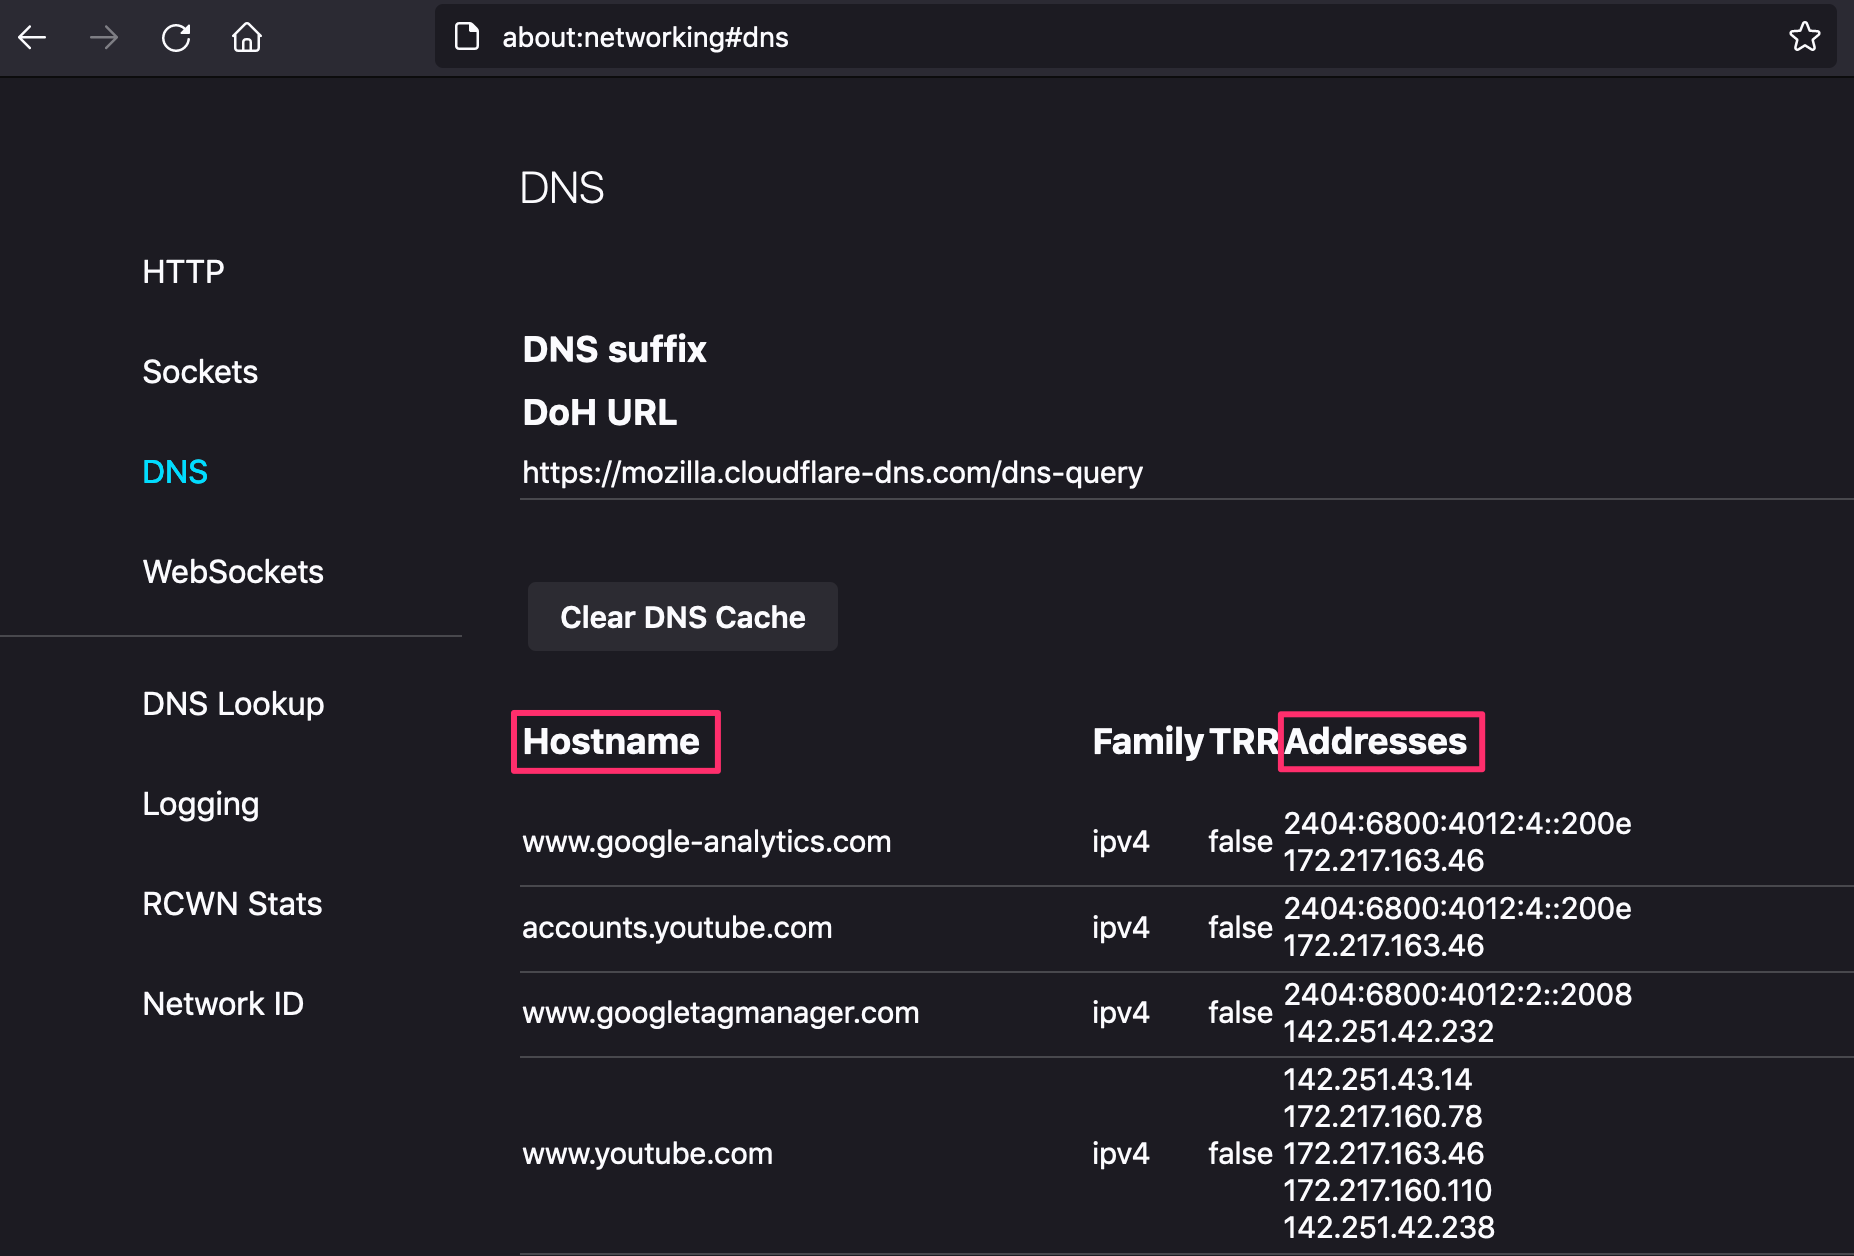 about:networking#dns
DNS
HTTP
Sockets
DNS
WebSockets
DNS Lookup
Logging
RCWN Stats
Network ID
DNS suffix
DoH URL
https://mozilla.cloudflare-dns.com/dns-query
Clear DNS Cache
Hostname Family TRR Addresses
www.google-analytics.com ipv4 false 2404:6800:4012:4::200e
172.217.163.46
accounts.youtube.com ipv4 false 2404:6800:4012:4::200e
172.217.163.46
www.googletagmanager.com ipv4 false 2404:6800:4012:2::2008
142.251.42.232
www.youtube.com ipv4 false 142.251.43.14
172.217.160.78
172.217.163.46
172.217.160.110
142.251.42.238